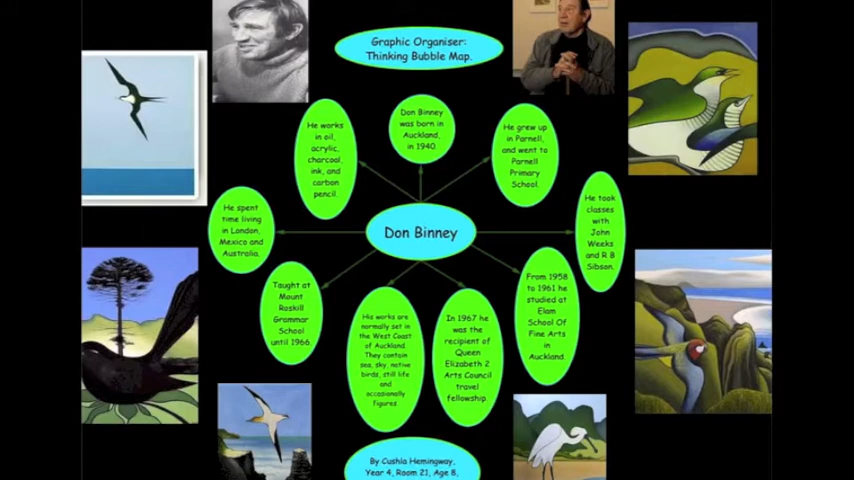 Graphic Organiser:
Thinking Bubble Map.
He works
in oil,
acrylic,
charcoal,
ink, and
carbon
pencil.
Don Binney
was born in
Auckland,
in 1940.
He grew up
in Parnell,
and went to
Parnell
Primary
School.
He spent
time living
in London,
Mexico and
Australia.
Don Binney
He took
classes
with
John
Weeks
and R B
Sibson.
Taught at
Mount
Roskill
Grammar
School
until 1966.
His works are
normally set in
the West Coast
of Auckland.
They contain
sea, sky, native
birds, still life
and
occasionally
figures
In 1967 he
was the
recipient of
Queen
Elizabeth 2
Arts Council
travel
fellowship.
From 1958
to 1961 he
studied at
Elam
School Of
Fine Arts
in
Auckland.
By Cushla Hemingway,
Year 4, Room 21, Age 8,